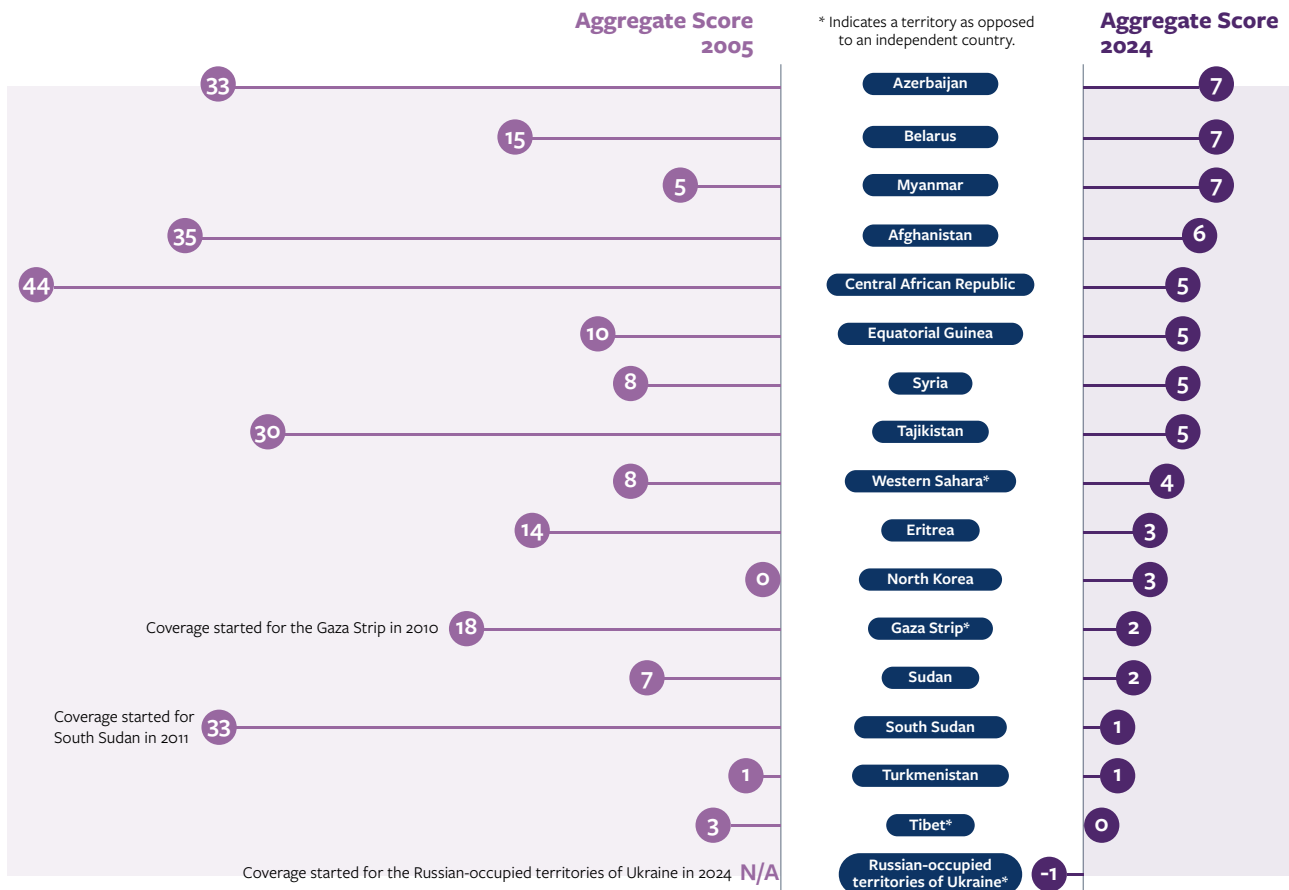 Aggregate Score
2005
* Indicates a territory as opposed
to an independent country.
Aggregate Score
2024
33
Azerbaijan
7
15
Belarus
7
5
Myanmar
7
35
Afghanistan
6
44
Central African Republic
5
10
Equatorial Guinea
5
8
Syria
5
30
Tajikistan
5
8
Western Sahara*
4
14
Eritrea
3
0
North Korea
3
Coverage started for the Gaza Strip in 2010
18
Gaza Strip*
2
7
Sudan
2
Coverage started for
South Sudan in 2011
33
South Sudan
1
1
Turkmenistan
1
3
Tibet*
0
Coverage started for the Russian-occupied territories of Ukraine in 2024
N/A
Russian-occupied
territories of Ukraine*
-1